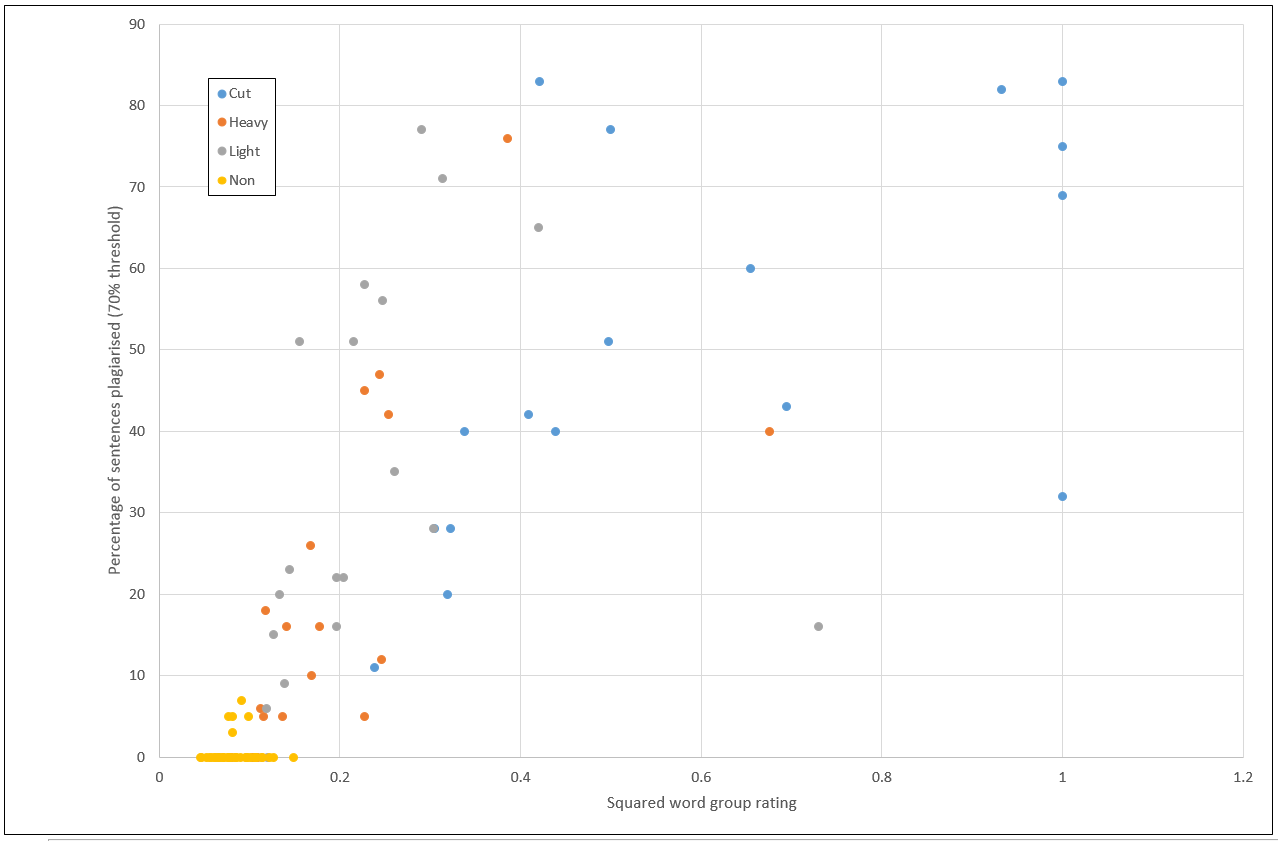 90
80
70
60
50
40
30
20
10
0
Cut
Heavy
Light
Non
Percentage of sentences plagiarised (70% threshold)
0 0.2 0.4 0.6 0.8 1 1.2
Squared word group rating